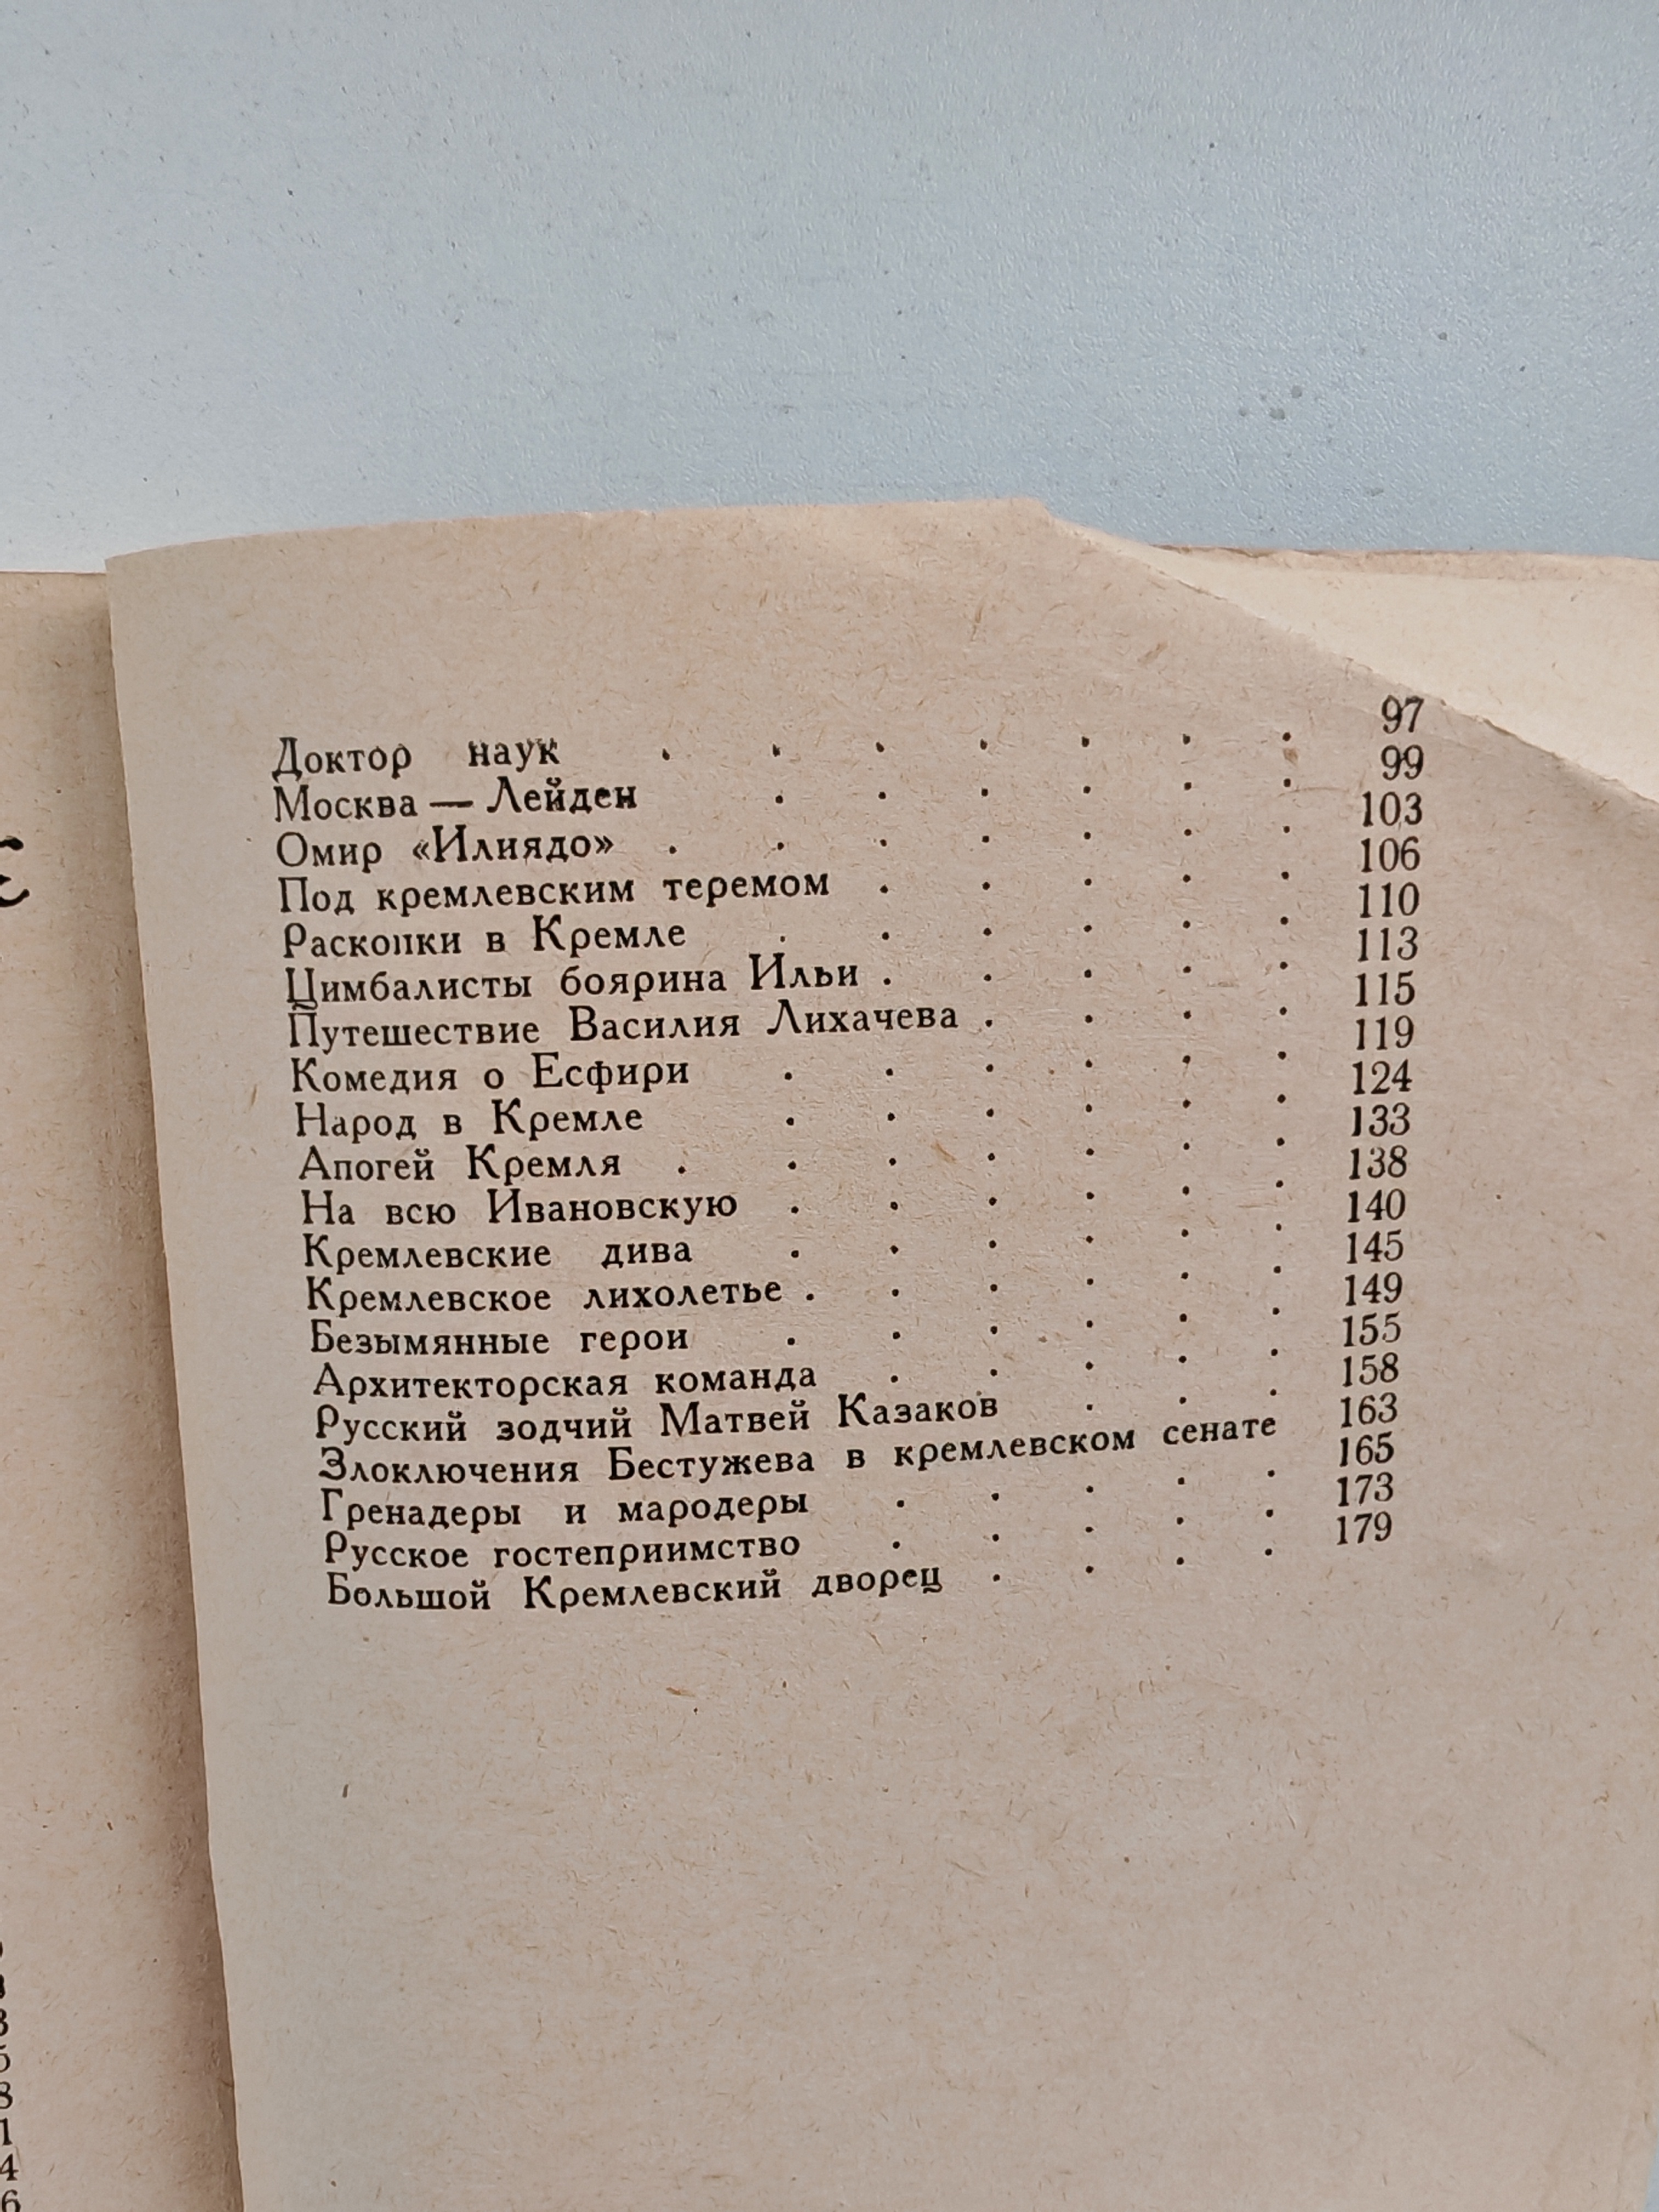 Доктор наук . . . . . . . 97
Москва — Лейден . . . . . . 99
Омир «Илиядо» . . . . . . . 103
Под кремлевским теремом . . . . . 106
Раскопки в Кремле . . . . . . 110
Цимбалисты боярина Ильи . . . . . 113
Путешествие Василия Лихачева . . . . 115
Комедия о Есфири . . . . . . 119
Народ в Кремле . . . . . . 124
Апогей Кремля . . . . . . . 133
На всю Ивановскую . . . . . . 138
Кремлевские дива . . . . . . 140
Кремлевское лихолетье . . . . . . 145
Безымянные герои . . . . . . 149
Архитекторская команда . . . . . 155
Русский зодчий Матвей Казаков . . . 158
Злоключения Бестужева в кремлевском сенате 163
Гренадеры и мародеры . . . . . 165
Русское гостеприимство . . . . . 173
Большой Кремлевский дворец . . . . 179